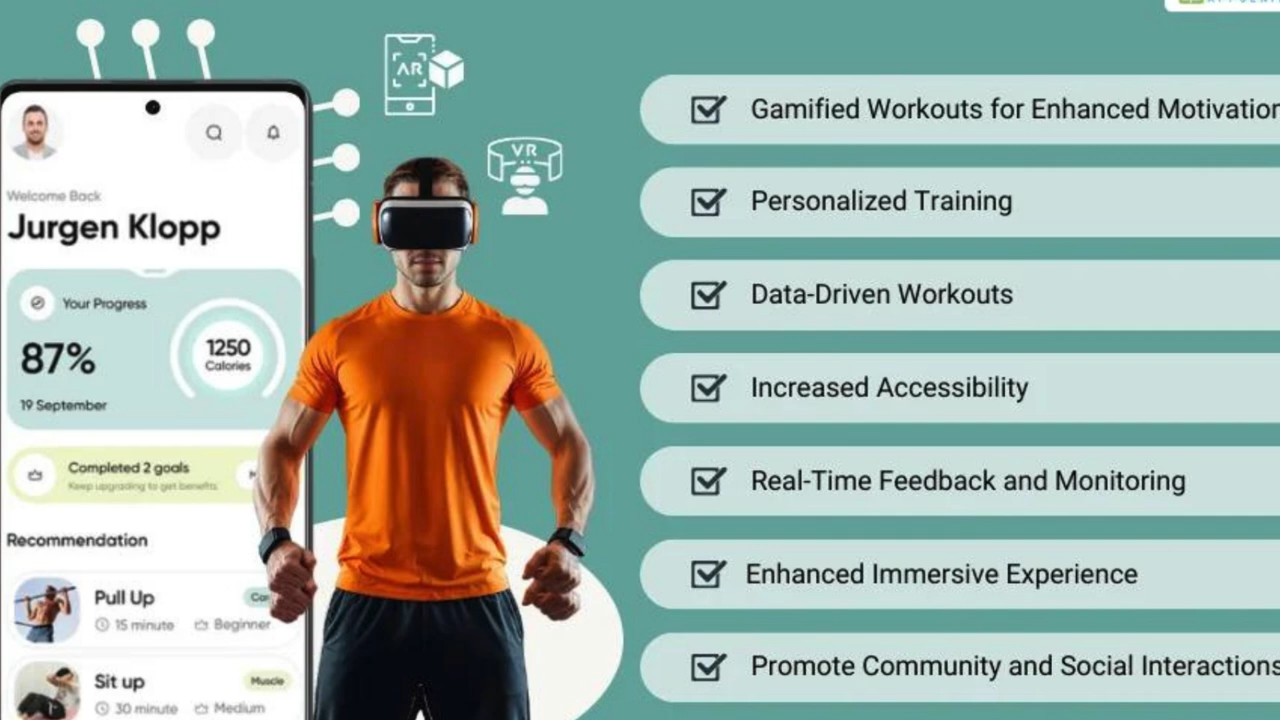 AR
VR
Welcome Back
Jurgen Klopp
Your Progress
87%
1250
Calories
19 September
Completed 2 goals
Keep upgrading to get benefits
Recommendation
Pull Up
15 minute
Beginner
Sit up
Muscle
30 minute
Medium
Gamified Workouts for Enhanced Motivation
Personalized Training
Data-Driven Workouts
Increased Accessibility
Real-Time Feedback and Monitoring
Enhanced Immersive Experience
Promote Community and Social Interactions